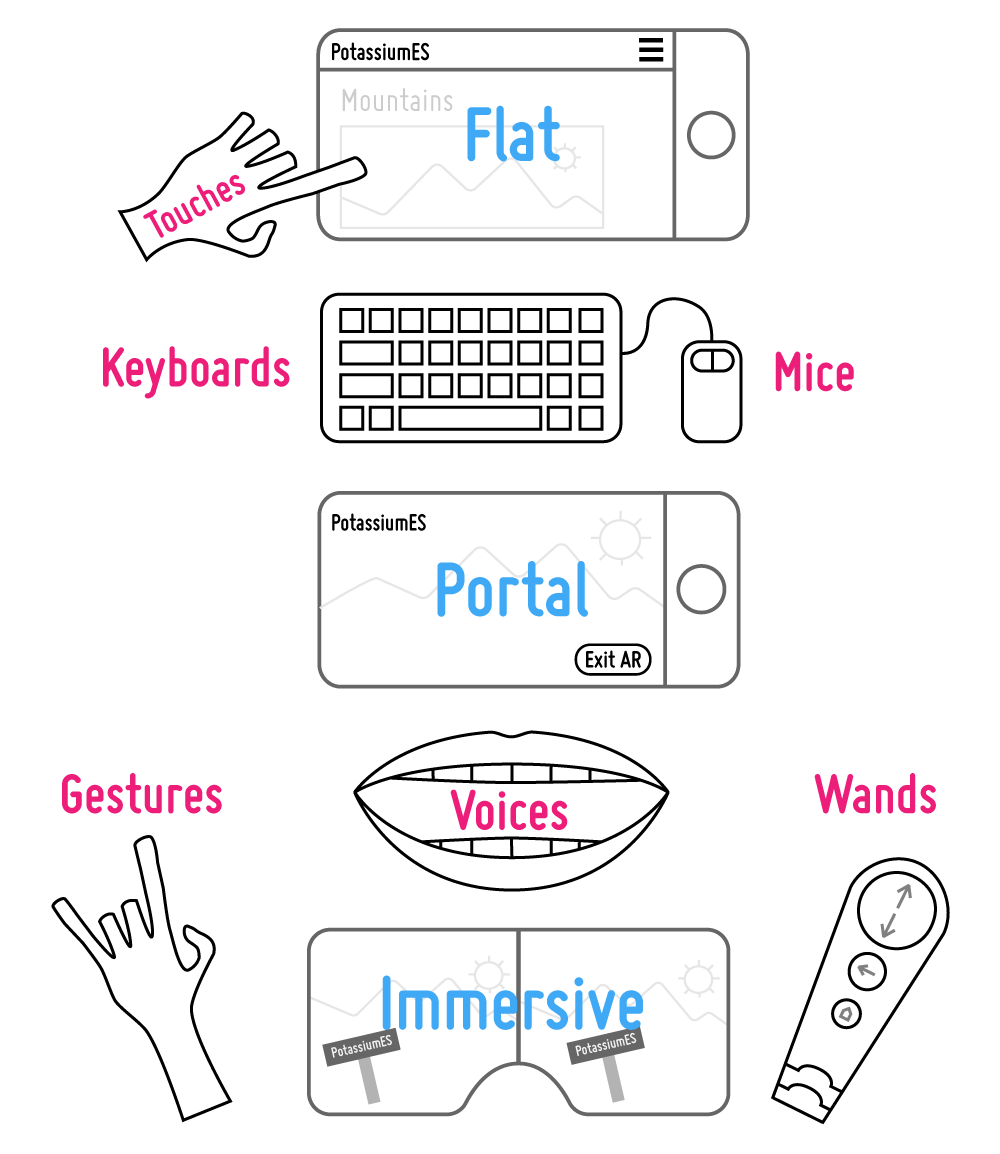 PotassiumES
Mountains
Flat
Touches
Keyboards
Mice
PotassiumES
Portal
Exit AR
Gestures
Voices
Wands
Immersive
PotassiumES
PotassiumES